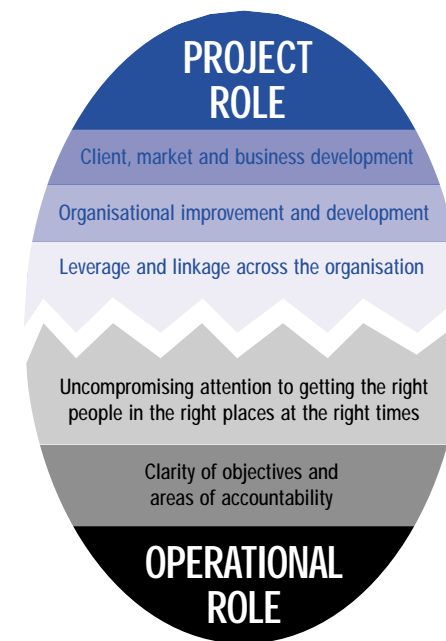 PROJECT
ROLE
Client, market and business development
Organisational improvement and development
Leverage and linkage across the organisation
Uncompromising attention to getting the right
people in the right places at the right times
Clarity of objectives and
areas of accountability
OPERATIONAL
ROLE